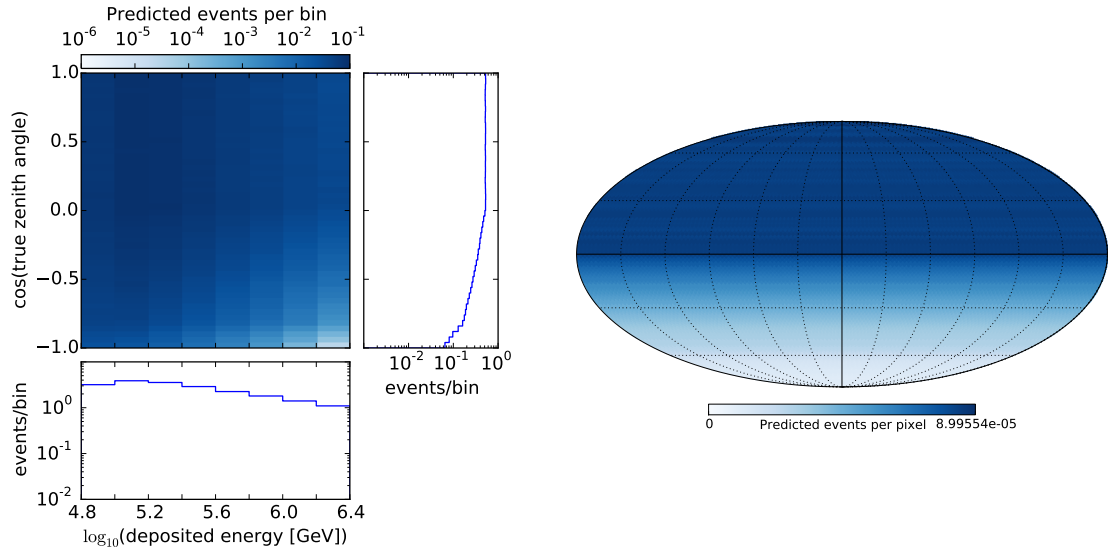 Predicted events per bin
10^-6 10^-5 10^-4 10^-3 10^-2 10^-1
cos(true zenith angle)
1.0
0.5
0.0
−0.5
−1.0
10^-2 10^-1 10^0
events/bin
events/bin
10^0
10^-1
10^-2
4.8 5.2 5.6 6.0 6.4
log10(deposited energy [GeV])
0 Predicted events per pixel 8.99554e-05